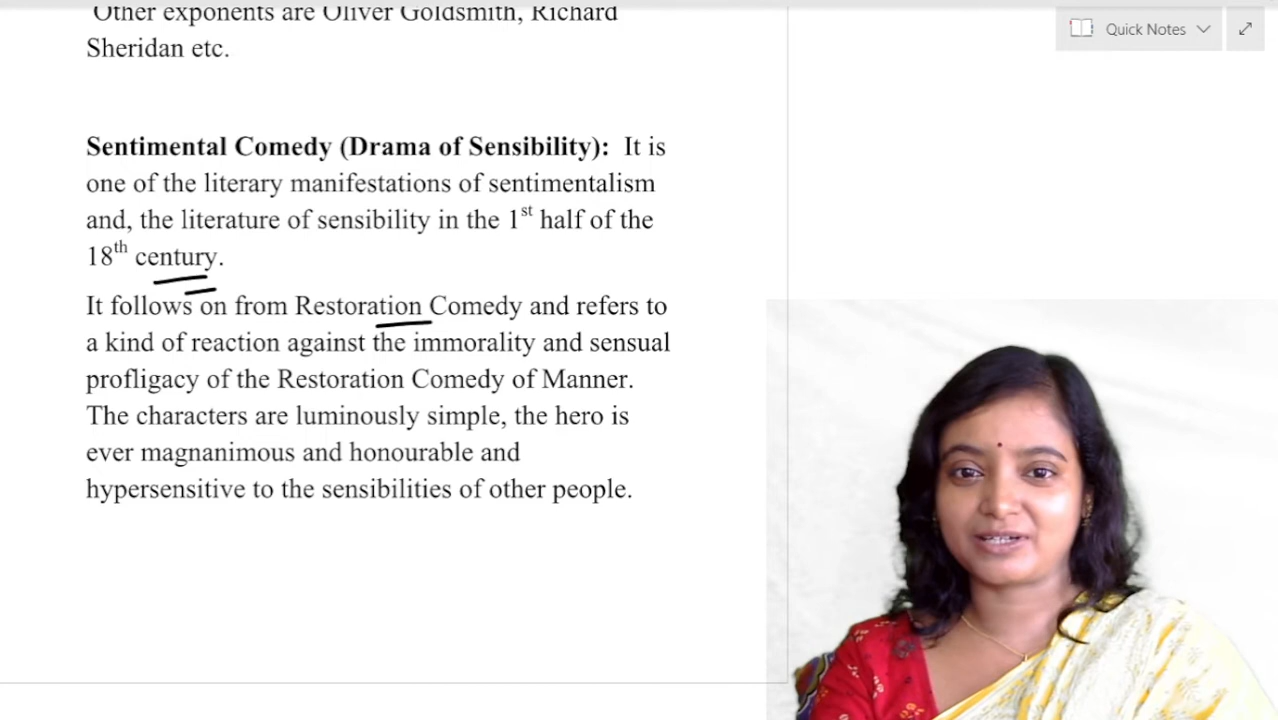 Other exponents are Oliver Goldsmith, Richard
Sheridan etc.
Quick Notes
Sentimental Comedy (Drama of Sensibility): It is
one of the literary manifestations of sentimentalism
and, the literature of sensibility in the 1st half of the
18th century.
It follows on from Restoration Comedy and refers to
a kind of reaction against the immorality and sensual
profligacy of the Restoration Comedy of Manner.
The characters are luminously simple, the hero is
ever magnanimous and honourable and
hypersensitive to the sensibilities of other people.